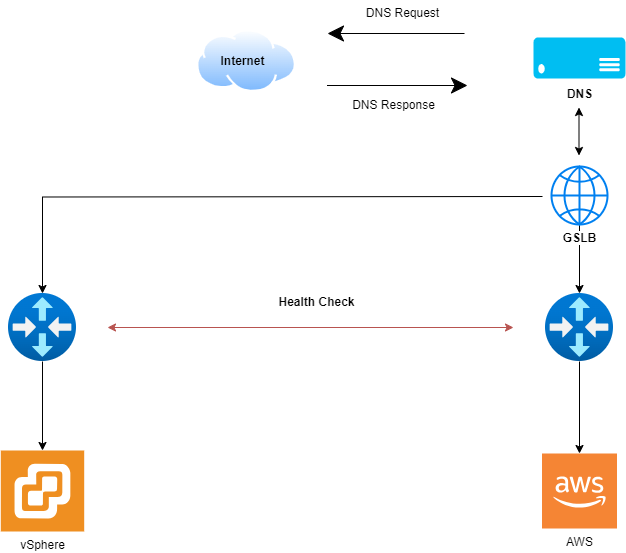 DNS Request
Internet
DNS Response
DNS
GSLB
Health Check
aws
vSphere
AWS